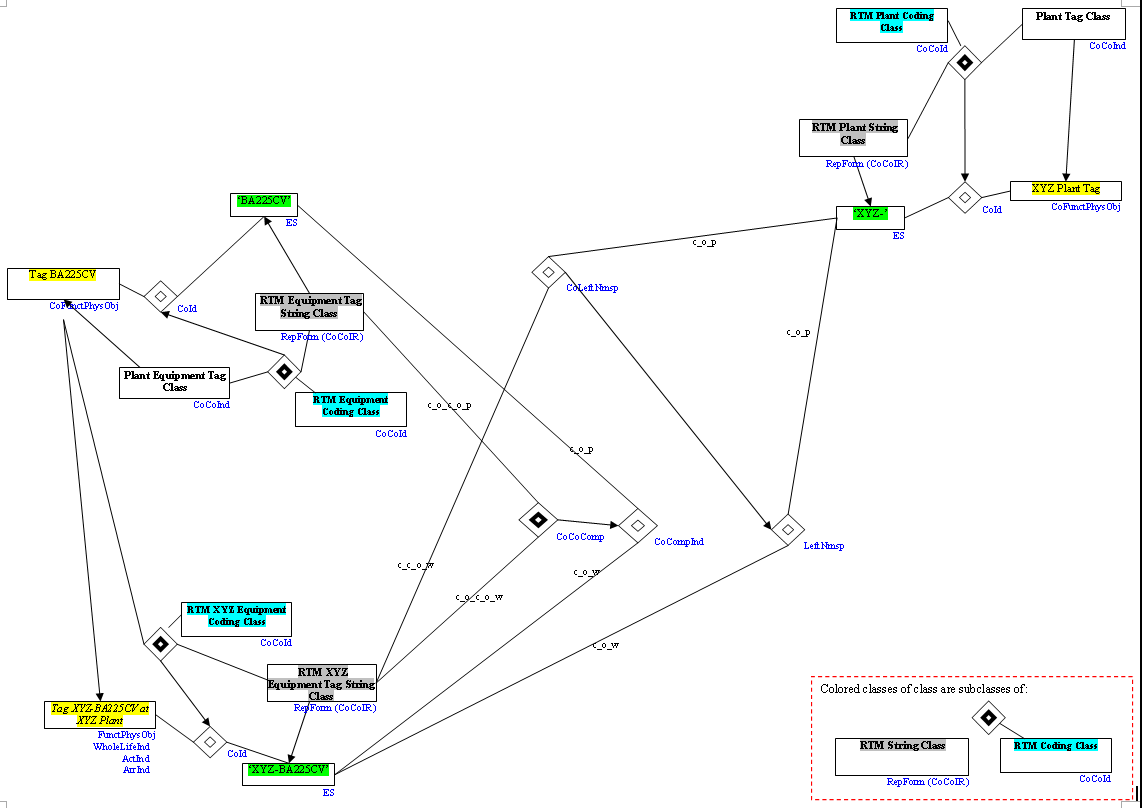 RTM Plant Coding
Class
CoCoId
Plant Tag Class
CoCoInd
RTM Plant String
Class
RepForm (CoCoIR)
XYZ Plant Tag
CoFunctPhysObj
CoId
'XYZ-'
ES
'BA225CV'
ES
c_o_p
Tag BA225CV
CoFunctPhysObj
CoId
CoLeftNmsp
RTM Equipment Tag
String Class
RepForm (CoCoIR)
c_o_p
Plant Equipment Tag
Class
CoCoInd
RTM Equipment
Coding Class
CoCoId
c_o_c_o_p
c_o_p
CoCoComp
CoCompInd
LeftNmsp
c_c_o_w
c_o_w
c_o_c_o_w
RTM XYZ Equipment
Coding Class
CoCoId
c_o_w
RTM XYZ
Equipment Tag String
Class
RepForm (CoCoIR)
Tag XYZ-BA225CV at
XYZ Plant
FunctPhysObj
WholeLifeInd
ActInd
ArrInd
CoId
'XYZ-BA225CV'
ES
Colored classes of class are subclasses of:
RTM String Class
RepForm (CoCoIR)
RTM Coding Class
CoCoId